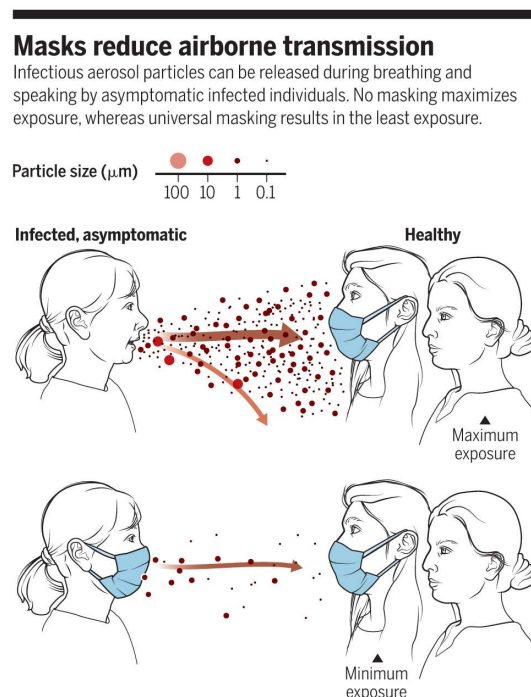 Masks reduce airborne transmission
Infectious aerosol particles can be released during breathing and
speaking by asymptomatic infected individuals. No masking maximizes
exposure, whereas universal masking results in the least exposure.
Particle size (μm)
100 10 1 0.1
Infected, asymptomatic
Healthy
Maximum
exposure
Minimum
exposure